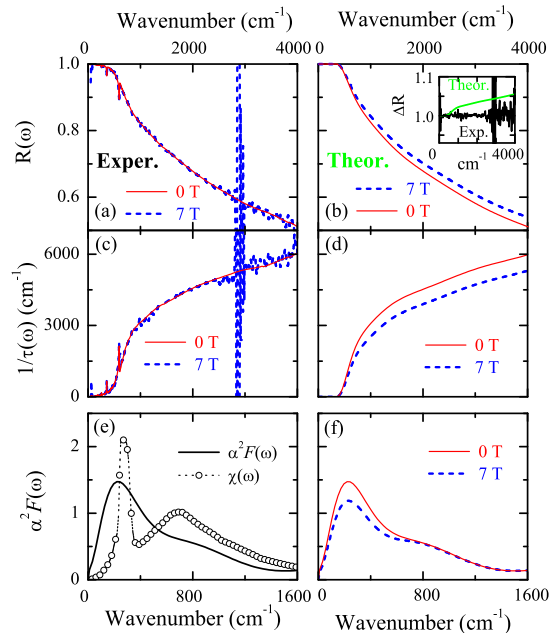 Wavenumber (cm⁻¹) Wavenumber (cm⁻¹)
0 2000 4000 0 2000 4000
1.0
0.8
0.6
R(ω)
Exper.
0 T
7 T
(a)
Theor.
7 T
0 T
(b)
1.1
1.0
ΔR
Theor.
Exp.
0 cm⁻¹ 4000
6000
3000
0
1/τ(ω) (cm⁻¹)
(c)
0 T
7 T
(d)
0 T
7 T
2
1
0
α²F(ω)
(e)
α²F(ω)
χ(ω)
(f)
0 T
7 T
0 800 1600 0 800 1600
Wavenumber (cm⁻¹) Wavenumber (cm⁻¹)